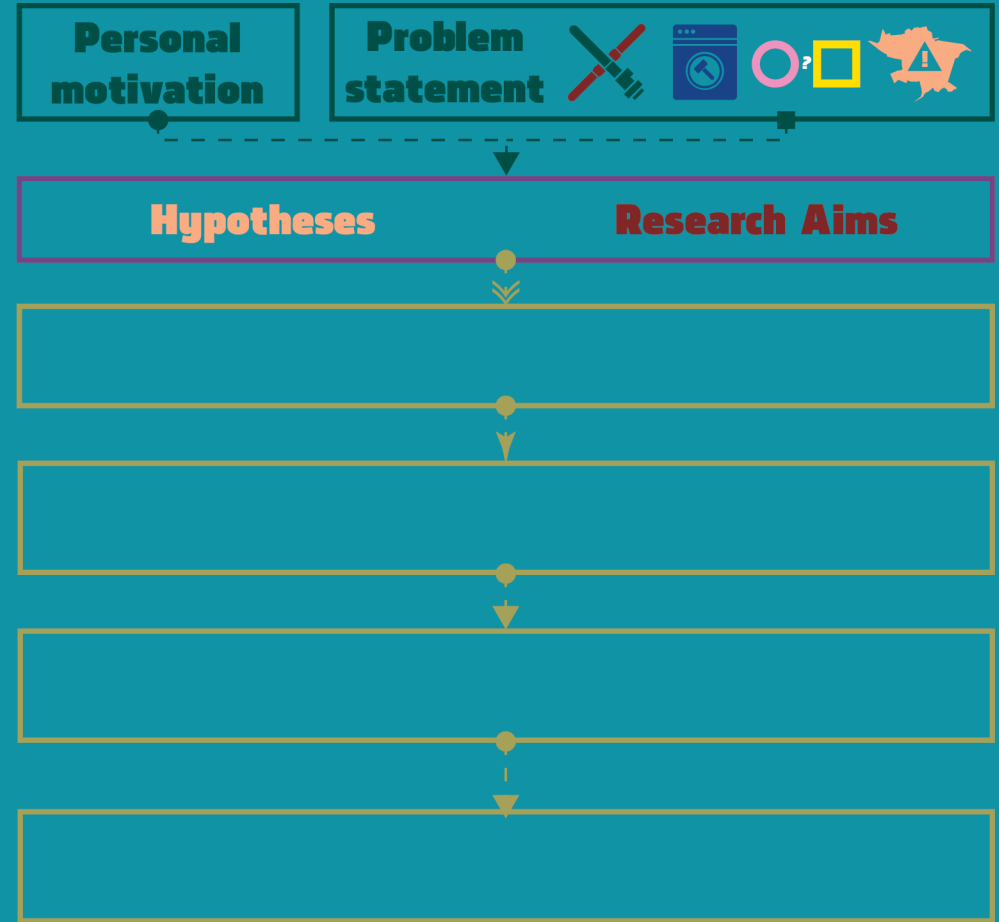 Personal
motivation
Problem
statement
?
!
Hypotheses
Research Aims